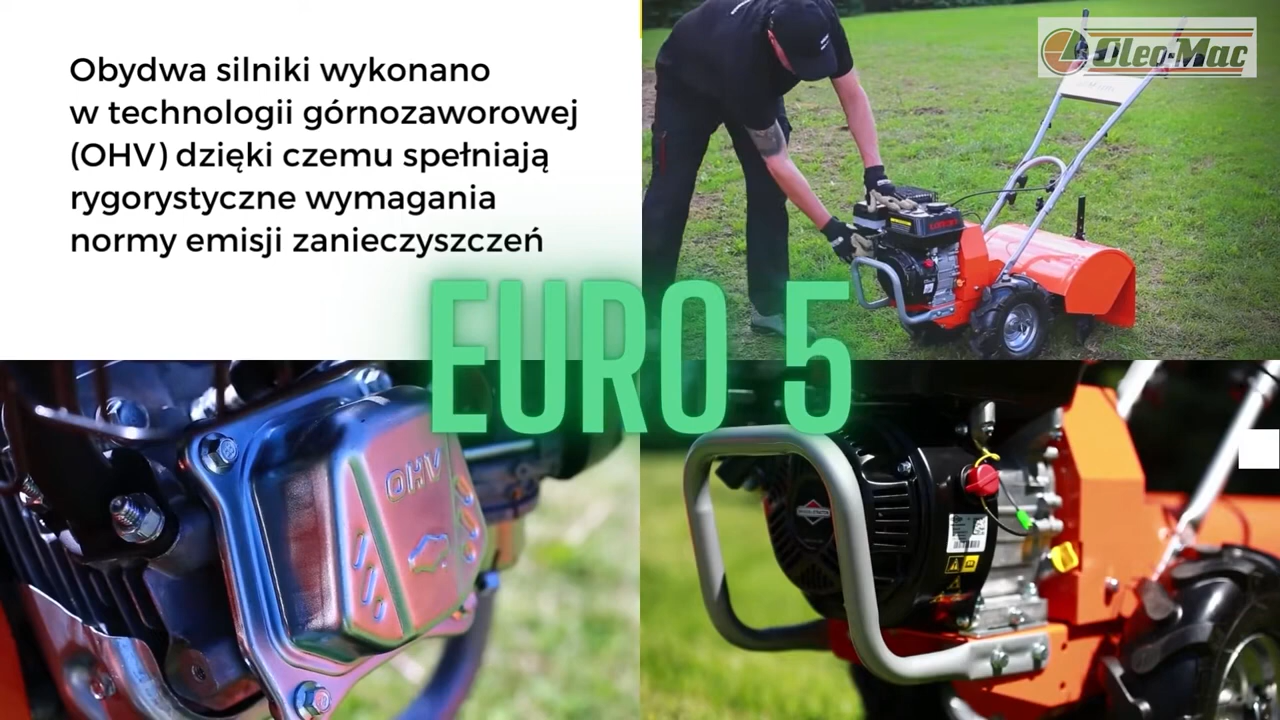 Obydwa silniki wykonano
w technologii górnozaworowej
(OHV) dzięki czemu spełniają
rygorystyczne wymagania
normy emisji zanieczyszczeń
EURO 5
Oleo-Mac
OHV